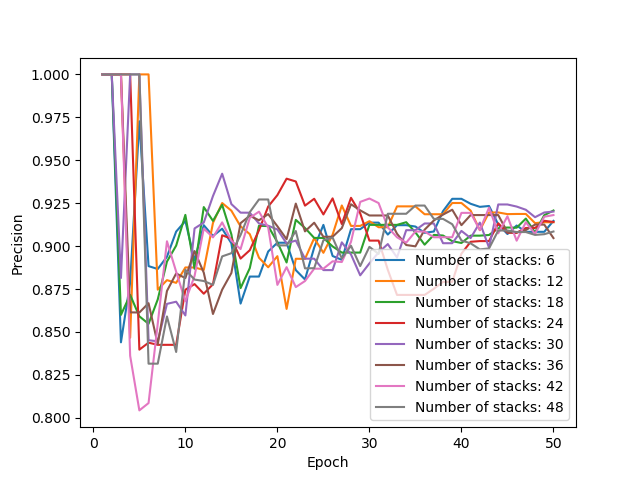 1.000
0.975
0.950
0.925
0.900
0.875
0.850
0.825
0.800
Precision
0
10
20
30
40
50
Epoch
Number of stacks: 6
Number of stacks: 12
Number of stacks: 18
Number of stacks: 24
Number of stacks: 30
Number of stacks: 36
Number of stacks: 42
Number of stacks: 48